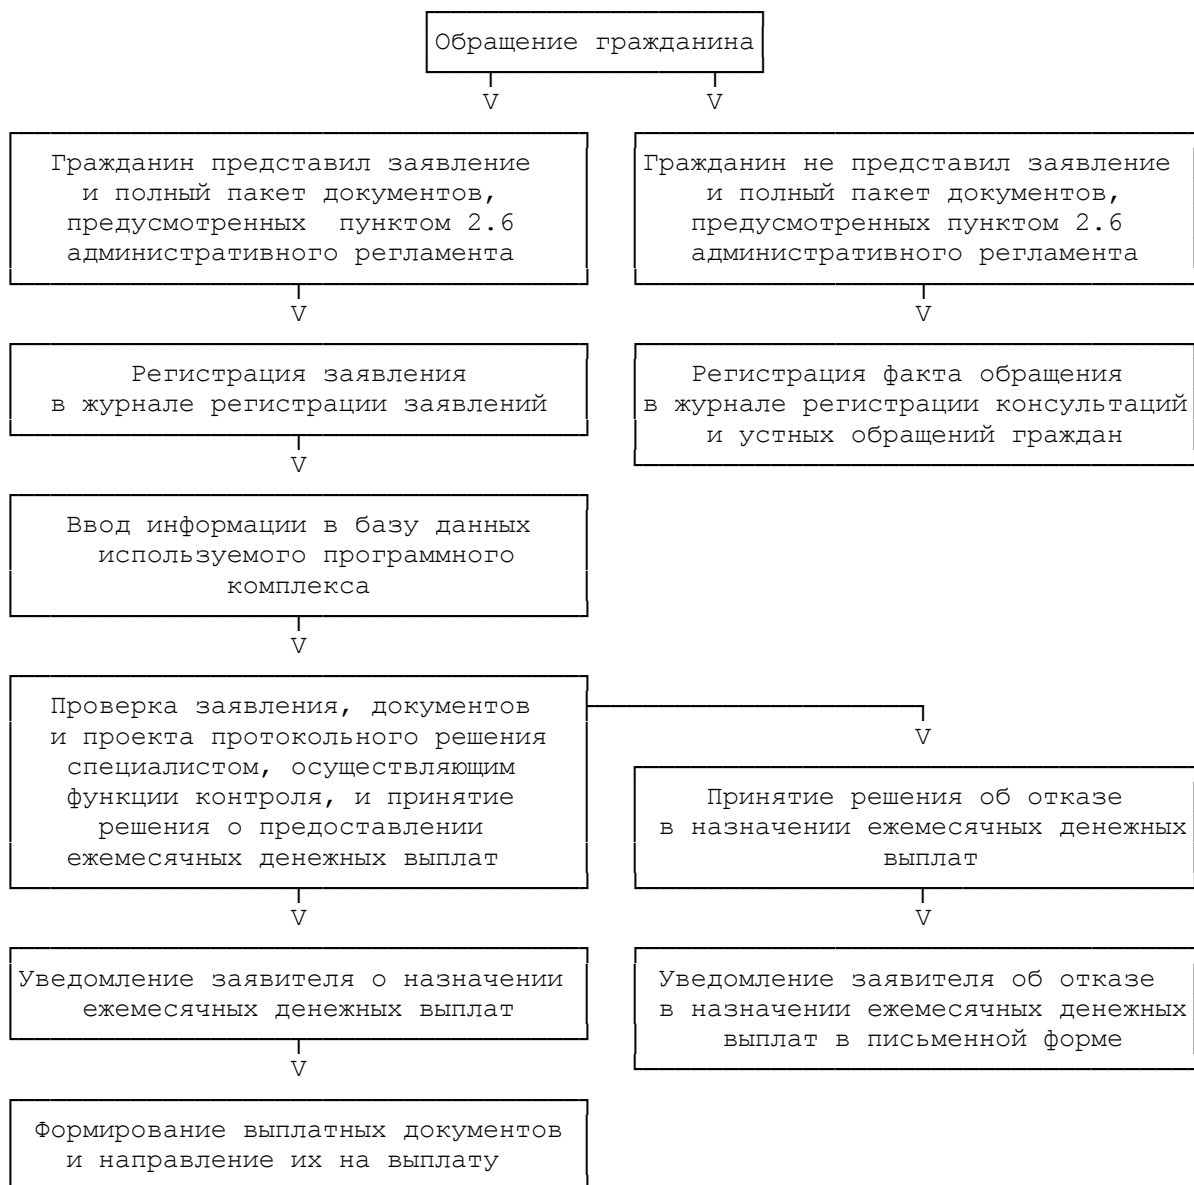 Обращение гражданина
V
V
Гражданин представил заявление
и полный пакет документов,
предусмотренных пунктом 2.6
административного регламента
V
Гражданин не представил заявление
и полный пакет документов,
предусмотренных пунктом 2.6
административного регламента
V
Регистрация заявления
в журнале регистрации заявлений
V
Регистрация факта обращения
в журнале регистрации консультаций
и устных обращений граждан
Ввод информации в базу данных
используемого программного
комплекса
V
Проверка заявления, документов
и проекта протокольного решения
специалистом, осуществляющим
функции контроля, и принятие
решения о предоставлении
ежемесячных денежных выплат
V
V
Принятие решения об отказе
в назначении ежемесячных денежных
выплат
V
Уведомление заявителя о назначении
ежемесячных денежных выплат
V
Уведомление заявителя об отказе
в назначении ежемесячных денежных
выплат в письменной форме
Формирование выплатных документов
и направление их на выплату